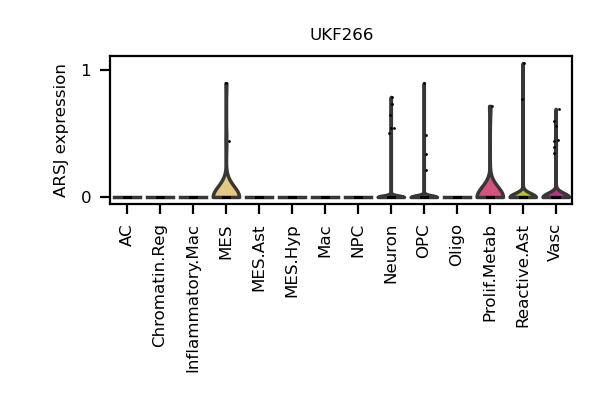 UKF266
ARSJ expression
1
0
AC
Chromatin.Reg
Inflammatory.Mac
MES
MES.Ast
MES.Hyp
Mac
NPC
Neuron
OPC
Oligo
Prolif.Metab
Reactive.Ast
Vasc